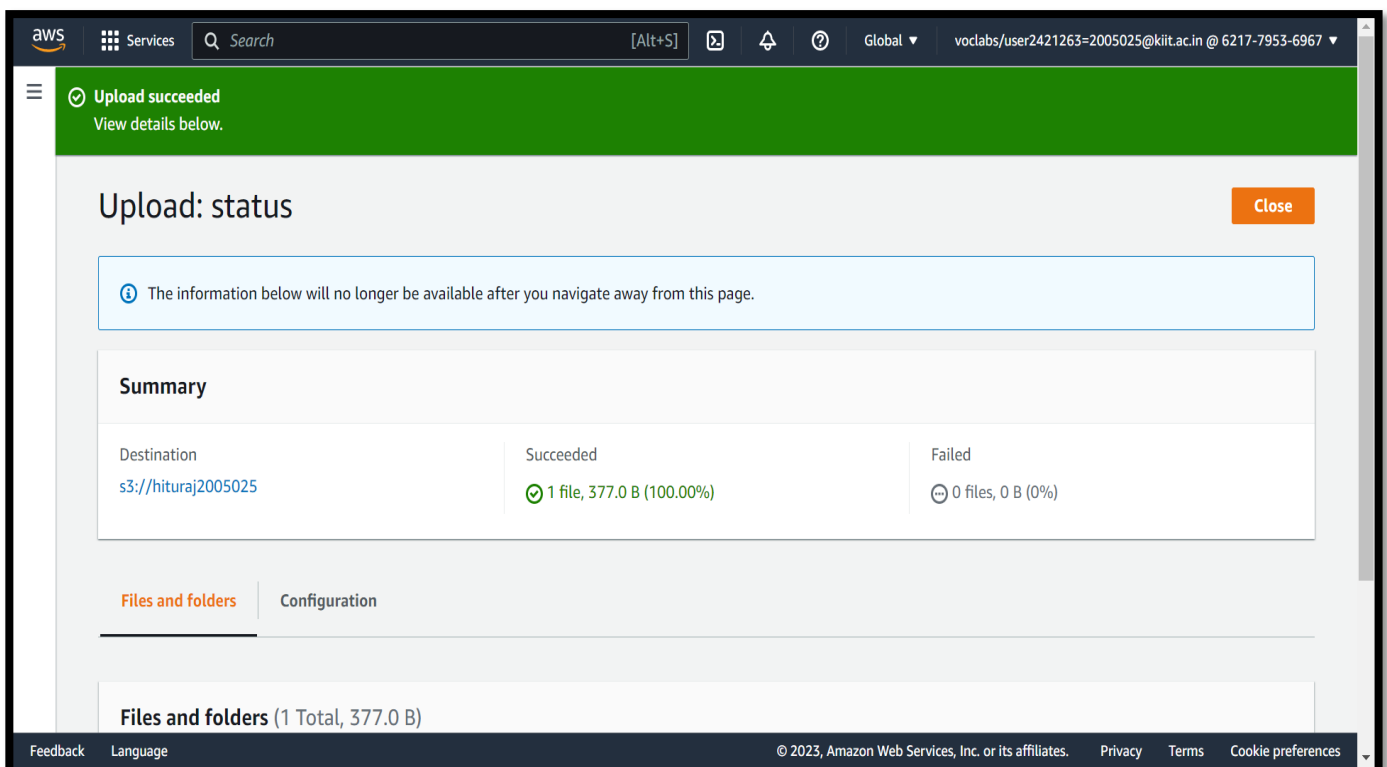 aws Services Search [Alt+S] Global ▼ voclabs/user2421263=2005025@kiit.ac.in @ 6217-7953-6967 ▼
Upload succeeded
View details below.
Upload: status Close
The information below will no longer be available after you navigate away from this page.
Summary
Destination Succeeded Failed
s3://hituraj2005025 1 file, 377.0 B (100.00%) 0 files, 0 B (0%)
Files and folders Configuration
Files and folders (1 Total, 377.0 B)
Feedback Language © 2023, Amazon Web Services, Inc. or its affiliates. Privacy Terms Cookie preferences